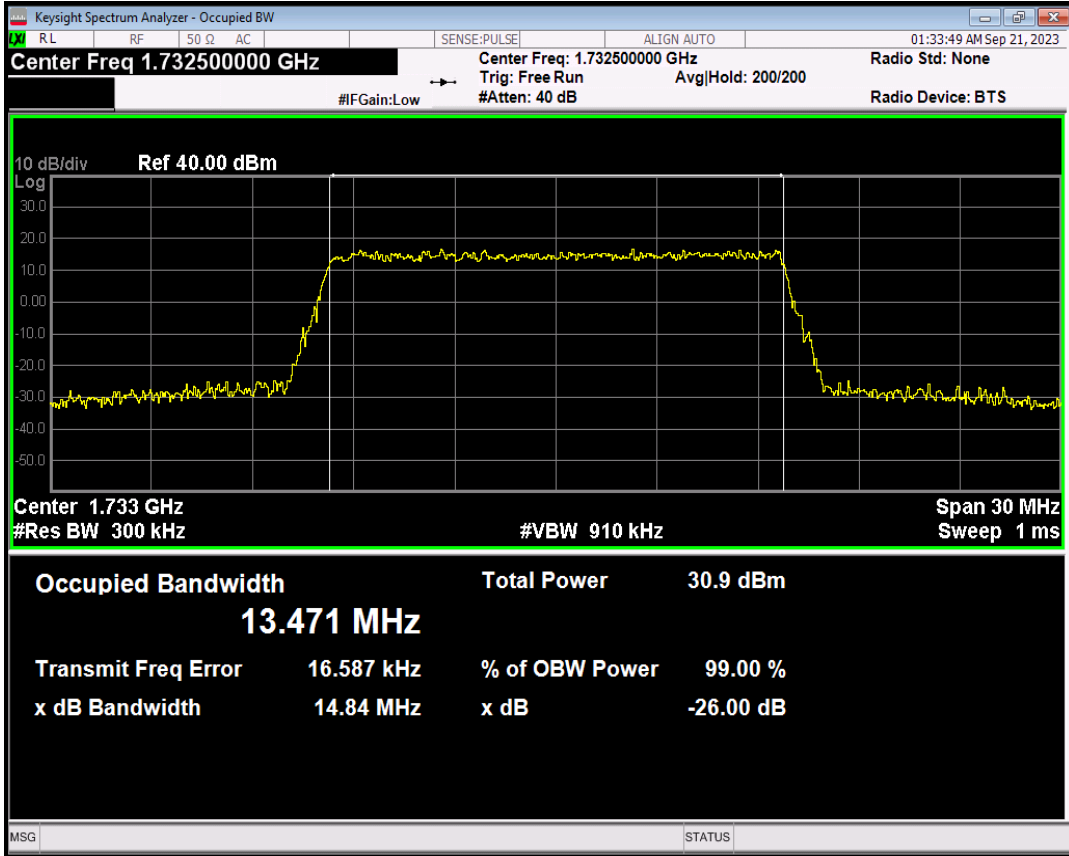 Keysight Spectrum Analyzer - Occupied BW
LXI RL RF 50 Ω AC SENSE:PULSE ALIGN AUTO 01:33:49 AM Sep 21, 2023
Center Freq 1.732500000 GHz
Center Freq: 1.732500000 GHz Radio Std: None
Trig: Free Run Avg|Hold: 200/200
#IFGain:Low #Atten: 40 dB Radio Device: BTS
10 dB/div Ref 40.00 dBm
Log
30.0
20.0
10.0
0.00
-10.0
-20.0
-30.0
-40.0
-50.0
Center 1.733 GHz Span 30 MHz
#Res BW 300 kHz #VBW 910 kHz Sweep 1 ms
Occupied Bandwidth Total Power 30.9 dBm
13.471 MHz
Transmit Freq Error 16.587 kHz % of OBW Power 99.00 %
x dB Bandwidth 14.84 MHz x dB -26.00 dB
MSG STATUS